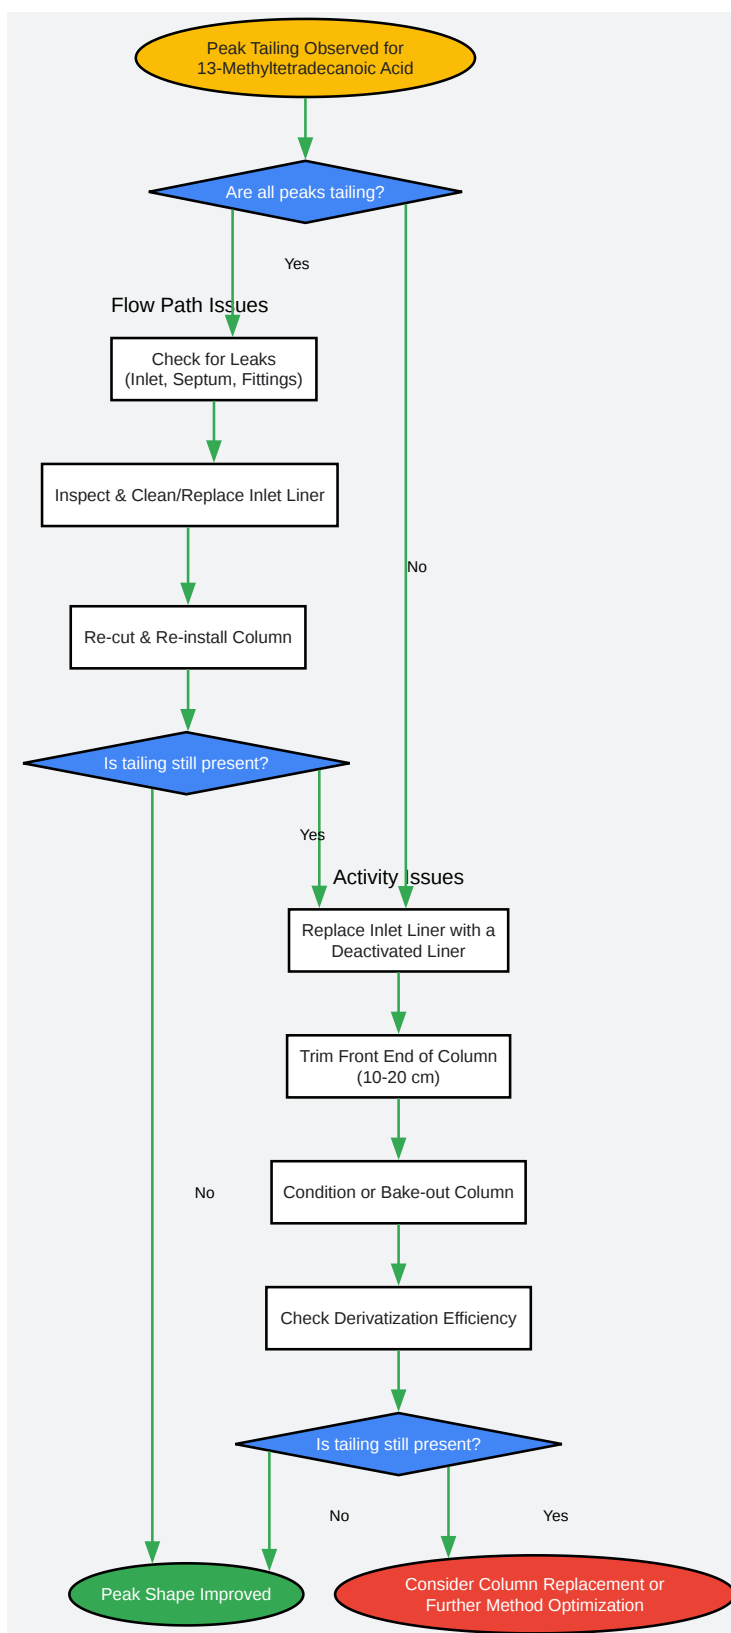 Peak Tailing Observed for
13-Methyltetradecanoic Acid
Are all peaks tailing?
Yes
Flow Path Issues
Check for Leaks
(Inlet, Septum, Fittings)
Inspect & Clean/Replace Inlet Liner
No
Re-cut & Re-install Column
Is tailing still present?
Yes
Activity Issues
Replace Inlet Liner with a
Deactivated Liner
Trim Front End of Column
(10-20 cm)
Condition or Bake-out Column
No
Check Derivatization Efficiency
Is tailing still present?
No
Yes
Peak Shape Improved
Consider Column Replacement or
Further Method Optimization